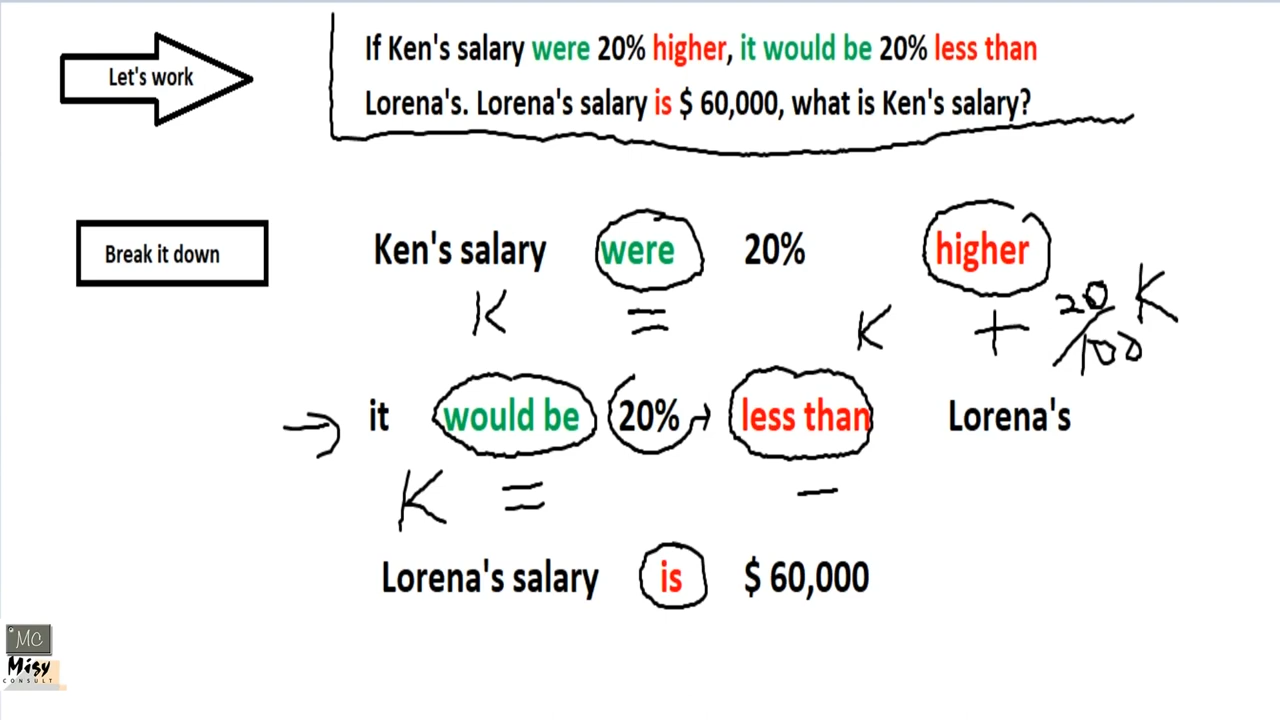 Let's work
If Ken's salary were 20% higher, it would be 20% less than
Lorena's. Lorena's salary is $ 60,000, what is Ken's salary?
Break it down
Ken's salary were 20% higher
K = K + 20/100 K
it would be 20% less than Lorena's
K = −
Lorena's salary is $ 60,000
MC
Misy
CONSULT